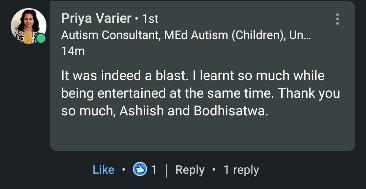 Priya Varier • 1st
Autism Consultant, MEd Autism (Children), Un...
14m
It was indeed a blast. I learnt so much while
being entertained at the same time. Thank you
so much, Ashiish and Bodhisatwa.
Like • 1 | Reply • 1 reply